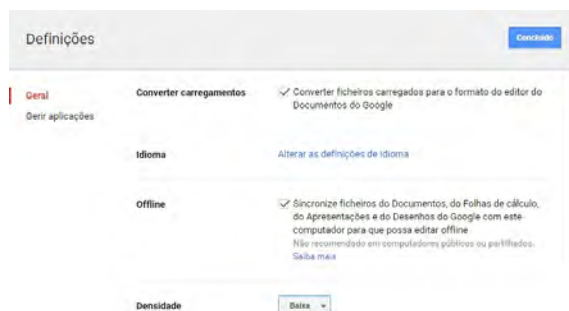 Definições
Concluído
Geral
Gerir aplicações
Converter carregamentos
Converter ficheiros carregados para o formato do editor do
Documentos do Google
Idioma
Alterar as definições de idioma
Offline
Sincronize ficheiros do Documentos, do Folhas de cálculo,
do Apresentações e do Desenhos do Google com este
computador para que possa editar offline
Não recomendado em computadores públicos ou partilhados.
Saiba mais
Densidade
Baixa